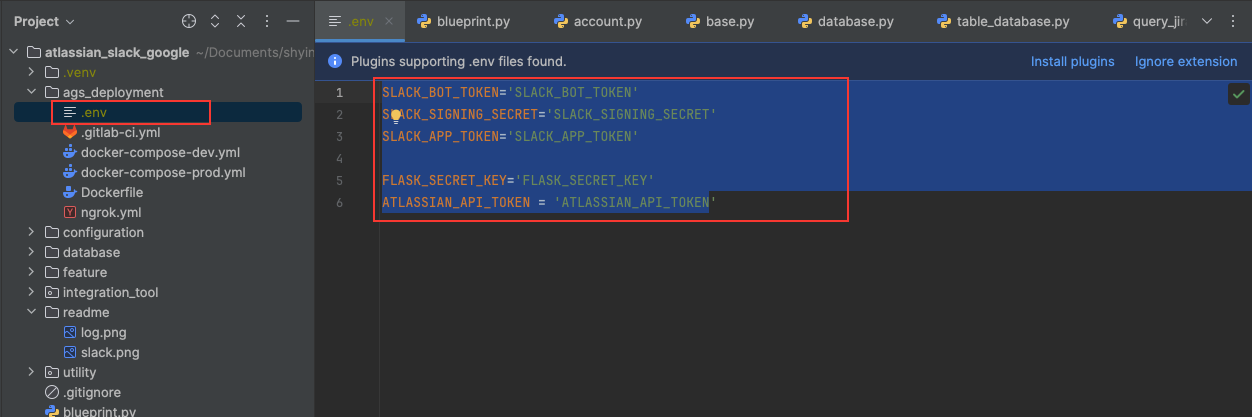 Project
.env
blueprint.py
account.py
base.py
database.py
table_database.py
query_jir
atlassian_slack_google ~/Documents/shyin
.venv
ags_deployment
.env
.gitlab-ci.yml
docker-compose-dev.yml
docker-compose-prod.yml
Dockerfile
ngrok.yml
configuration
database
feature
integration_tool
readme
log.png
slack.png
utility
.gitignore
blueprint.py
Plugins supporting .env files found.
Install plugins
Ignore extension
1 SLACK_BOT_TOKEN='SLACK_BOT_TOKEN'
2 SLACK_SIGNING_SECRET='SLACK_SIGNING_SECRET'
3 SLACK_APP_TOKEN='SLACK_APP_TOKEN'
4
5 FLASK_SECRET_KEY='FLASK_SECRET_KEY'
6 ATLASSIAN_API_TOKEN = 'ATLASSIAN_API_TOKEN'